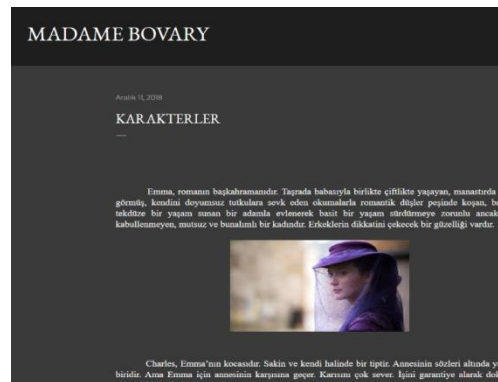 MADAME BOVARY
Aralık 11, 2018
KARAKTERLER
Emma, romanın başkahramanıdır. Taşrada babasıyla birlikte çiftlikte yaşayan, manastırda
görmüş, kendini doyumsuz tutkulara sevk eden okumalarla romantik düşler peşinde koşan,
tekdüze bir yaşam sunan bir adamla evlenerek basit bir yaşam sürdürmeye zorunlu ancak
kabullenmeyen, mutsuz ve bunalımlı bir kadındır. Erkeklerin dikkatini çekecek bir güzelliği vardır.
Charles, Emma'nın kocasıdır. Sakin ve kendi halinde bir tiptir. Annesinin sözleri altında
biridir. Ama Emma için annesinin karşısına geçer. Karısını çok sever. İşini garantiye alarak